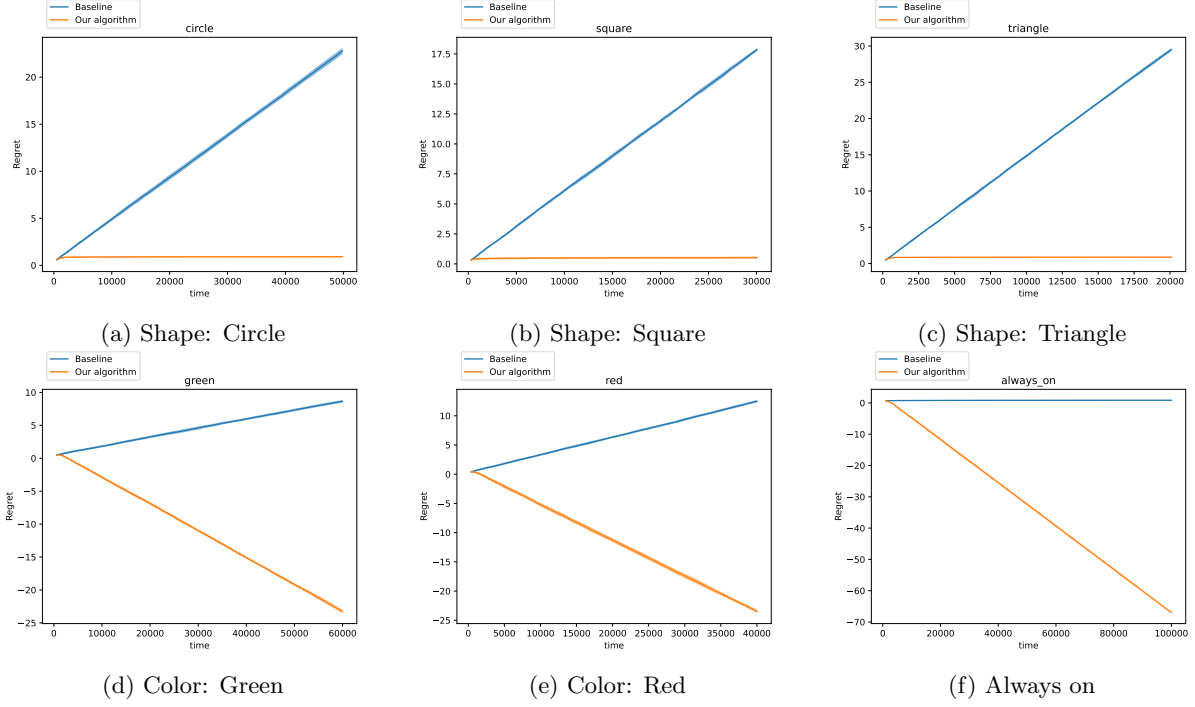 Baseline
Our algorithm
circle
Regret
20
15
10
5
0
0 10000 20000 30000 40000 50000
time
(a) Shape: Circle
Baseline
Our algorithm
square
Regret
17.5
15.0
12.5
10.0
7.5
5.0
2.5
0.0
0 5000 10000 15000 20000 25000 30000
time
(b) Shape: Square
Baseline
Our algorithm
triangle
Regret
30
25
20
15
10
5
0
0 2500 5000 7500 10000 12500 15000 17500 20000
time
(c) Shape: Triangle
Baseline
Our algorithm
green
Regret
10
5
0
−5
−10
−15
−20
−25
0 10000 20000 30000 40000 50000 60000
time
(d) Color: Green
Baseline
Our algorithm
red
Regret
10
5
0
−5
−10
−15
−20
−25
0 5000 10000 15000 20000 25000 30000 35000 40000
time
(e) Color: Red
Baseline
Our algorithm
always_on
Regret
0
−10
−20
−30
−40
−50
−60
−70
0 20000 40000 60000 80000 100000
time
(f) Always on